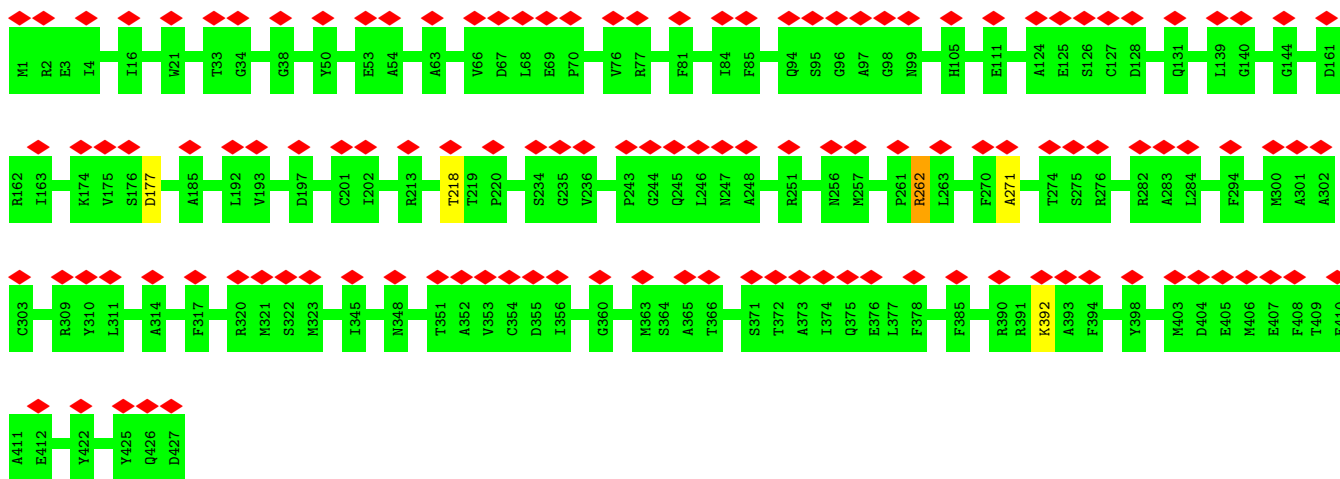 M1 R2 E3 I4 I16 W21 T33 G34 G38 Y50 E53 A54 A63 V66 D67 L68 E69 P70 V76 R77 F81 I84 F85 Q94 S95 G96 A97 G98 N99 H105 E111 A124 E125 S126 C127 D128 Q131 L139 G140 G144 D161
R162 I163 K174 V175 S176 D177 A185 L192 V193 D197 C201 I202 R213 T218 T219 P220 S234 G235 V236 P243 G244 Q245 L246 N247 A248 R251 N256 M257 P261 R262 L263 F270 A271 T274 S275 R276 R282 A283 L284 F294 M300 A301 A302
C303 R309 Y310 L311 A314 F317 R320 M321 S322 M323 I345 N348 T351 A352 V353 C354 D355 I356 G360 M363 S364 A365 T366 S371 T372 A373 I374 Q375 E376 L377 F378 F385 R390 R391 K392 A393 F394 Y398 M403 D404 E405 M406 E407 F408 T409
A411 E412 Y422 Y425 Q426 D427